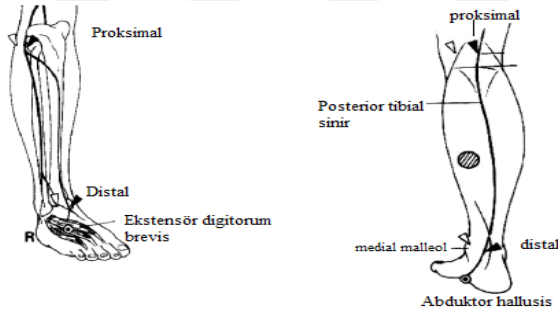 Proksimal
Distal
Ekstensör digitorum
brevis
R
proksimal
Posterior tibial
sinir
medial malleol
distal
Abduktor hallusis